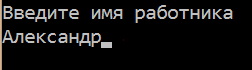 Введите имя работника
Александр